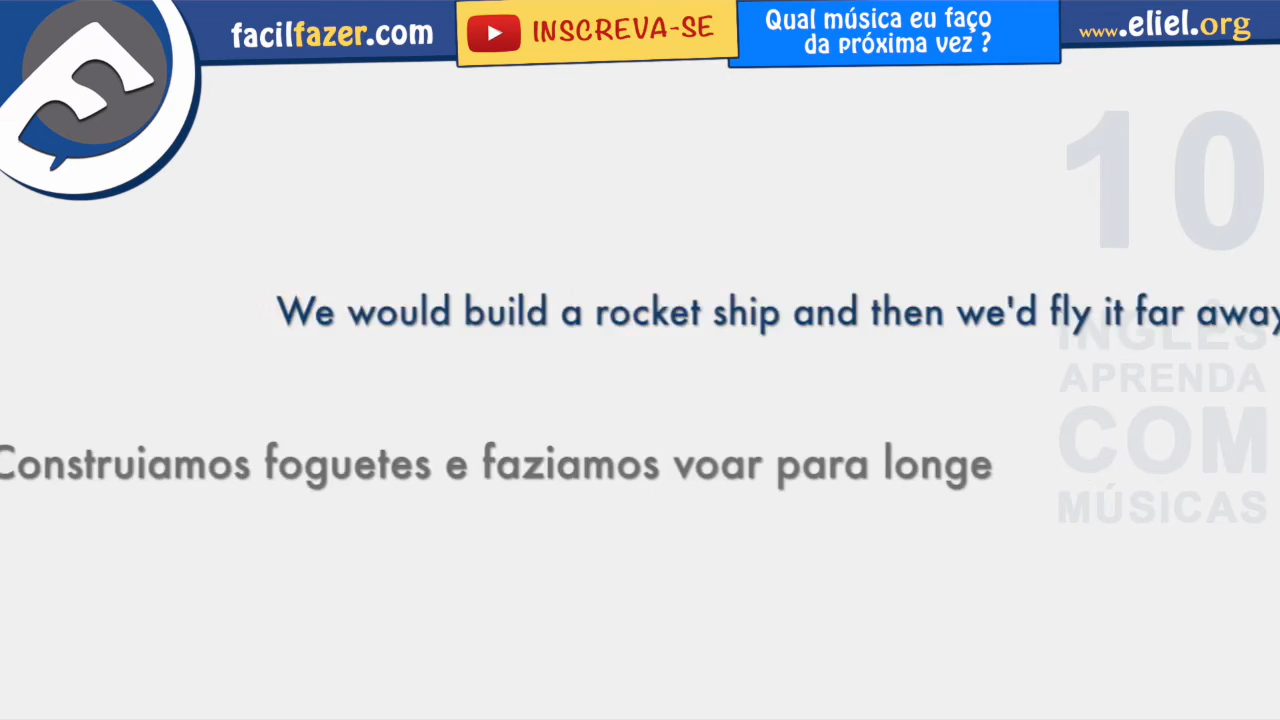 facilfazer.com
INSCREVA-SE
Qual música eu faço
da próxima vez ?
www.eliel.org
10
We would build a rocket ship and then we'd fly it far away
INGLÊS
APRENDA
COM
MÚSICAS
Construiamos foguetes e faziamos voar para longe